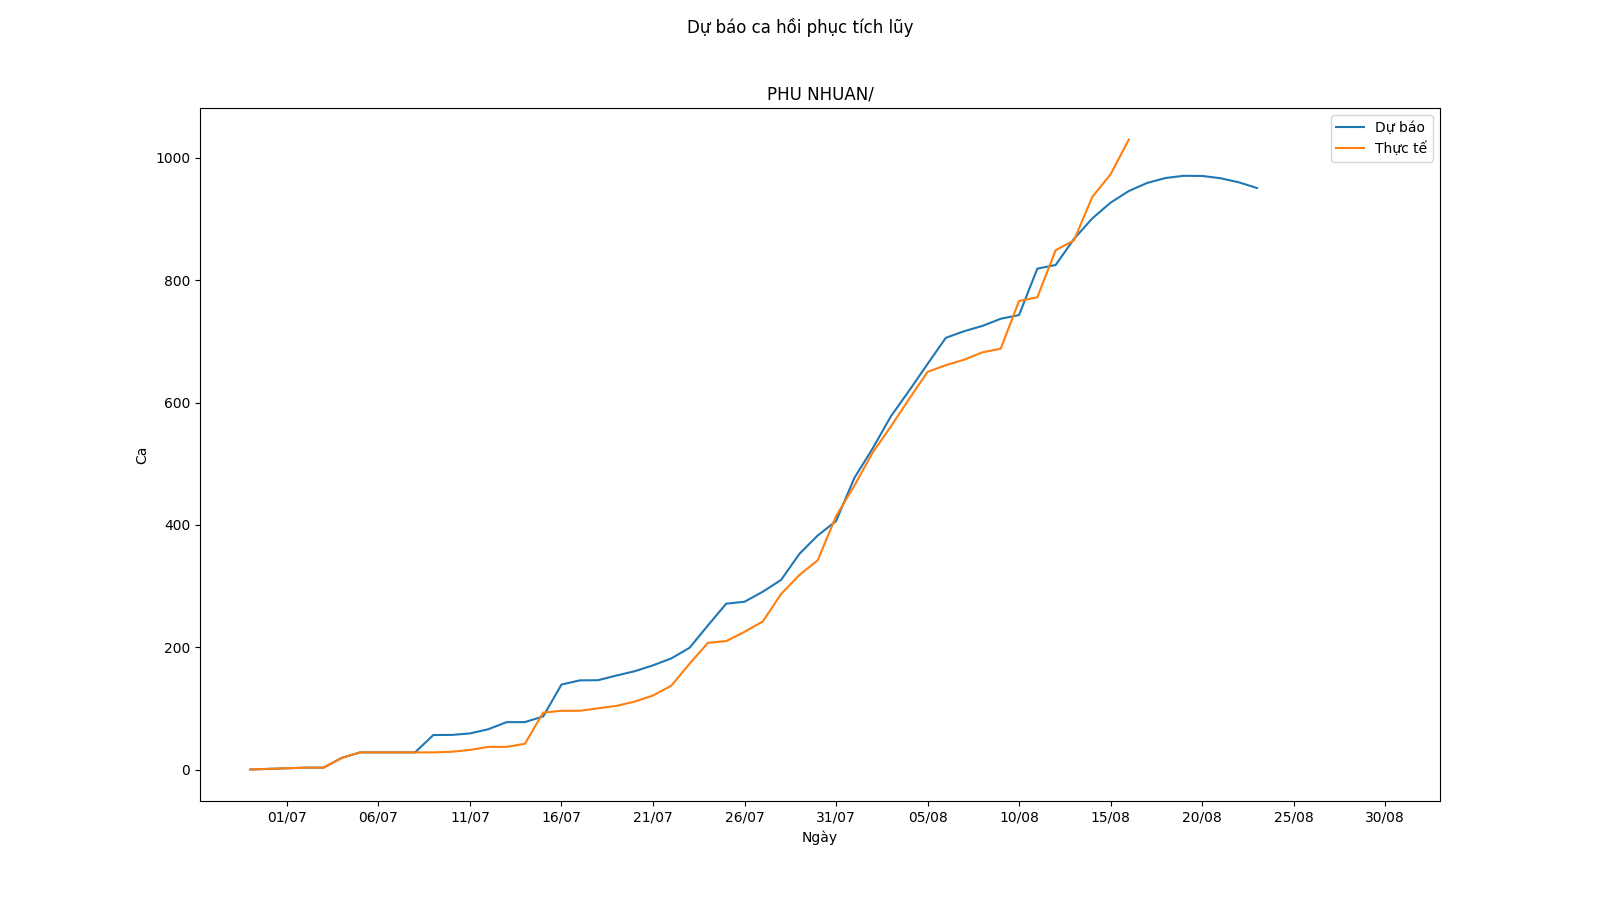 Dự báo ca hồi phục tích lũy
PHU NHUAN/
Dự báo
Thực tế
1000
800
600
400
200
0
Ca
01/07 06/07 11/07 16/07 21/07 26/07 31/07 05/08 10/08 15/08 20/08 25/08 30/08
Ngày